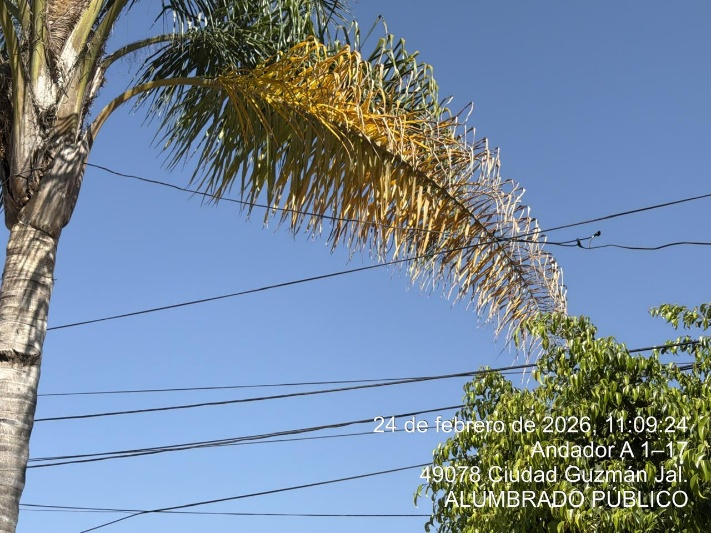 24 de febrero de 2026, 11:09:24
Andador A 1–17
49078 Ciudad Guzmán Jal.
ALUMBRADO PÚBLICO